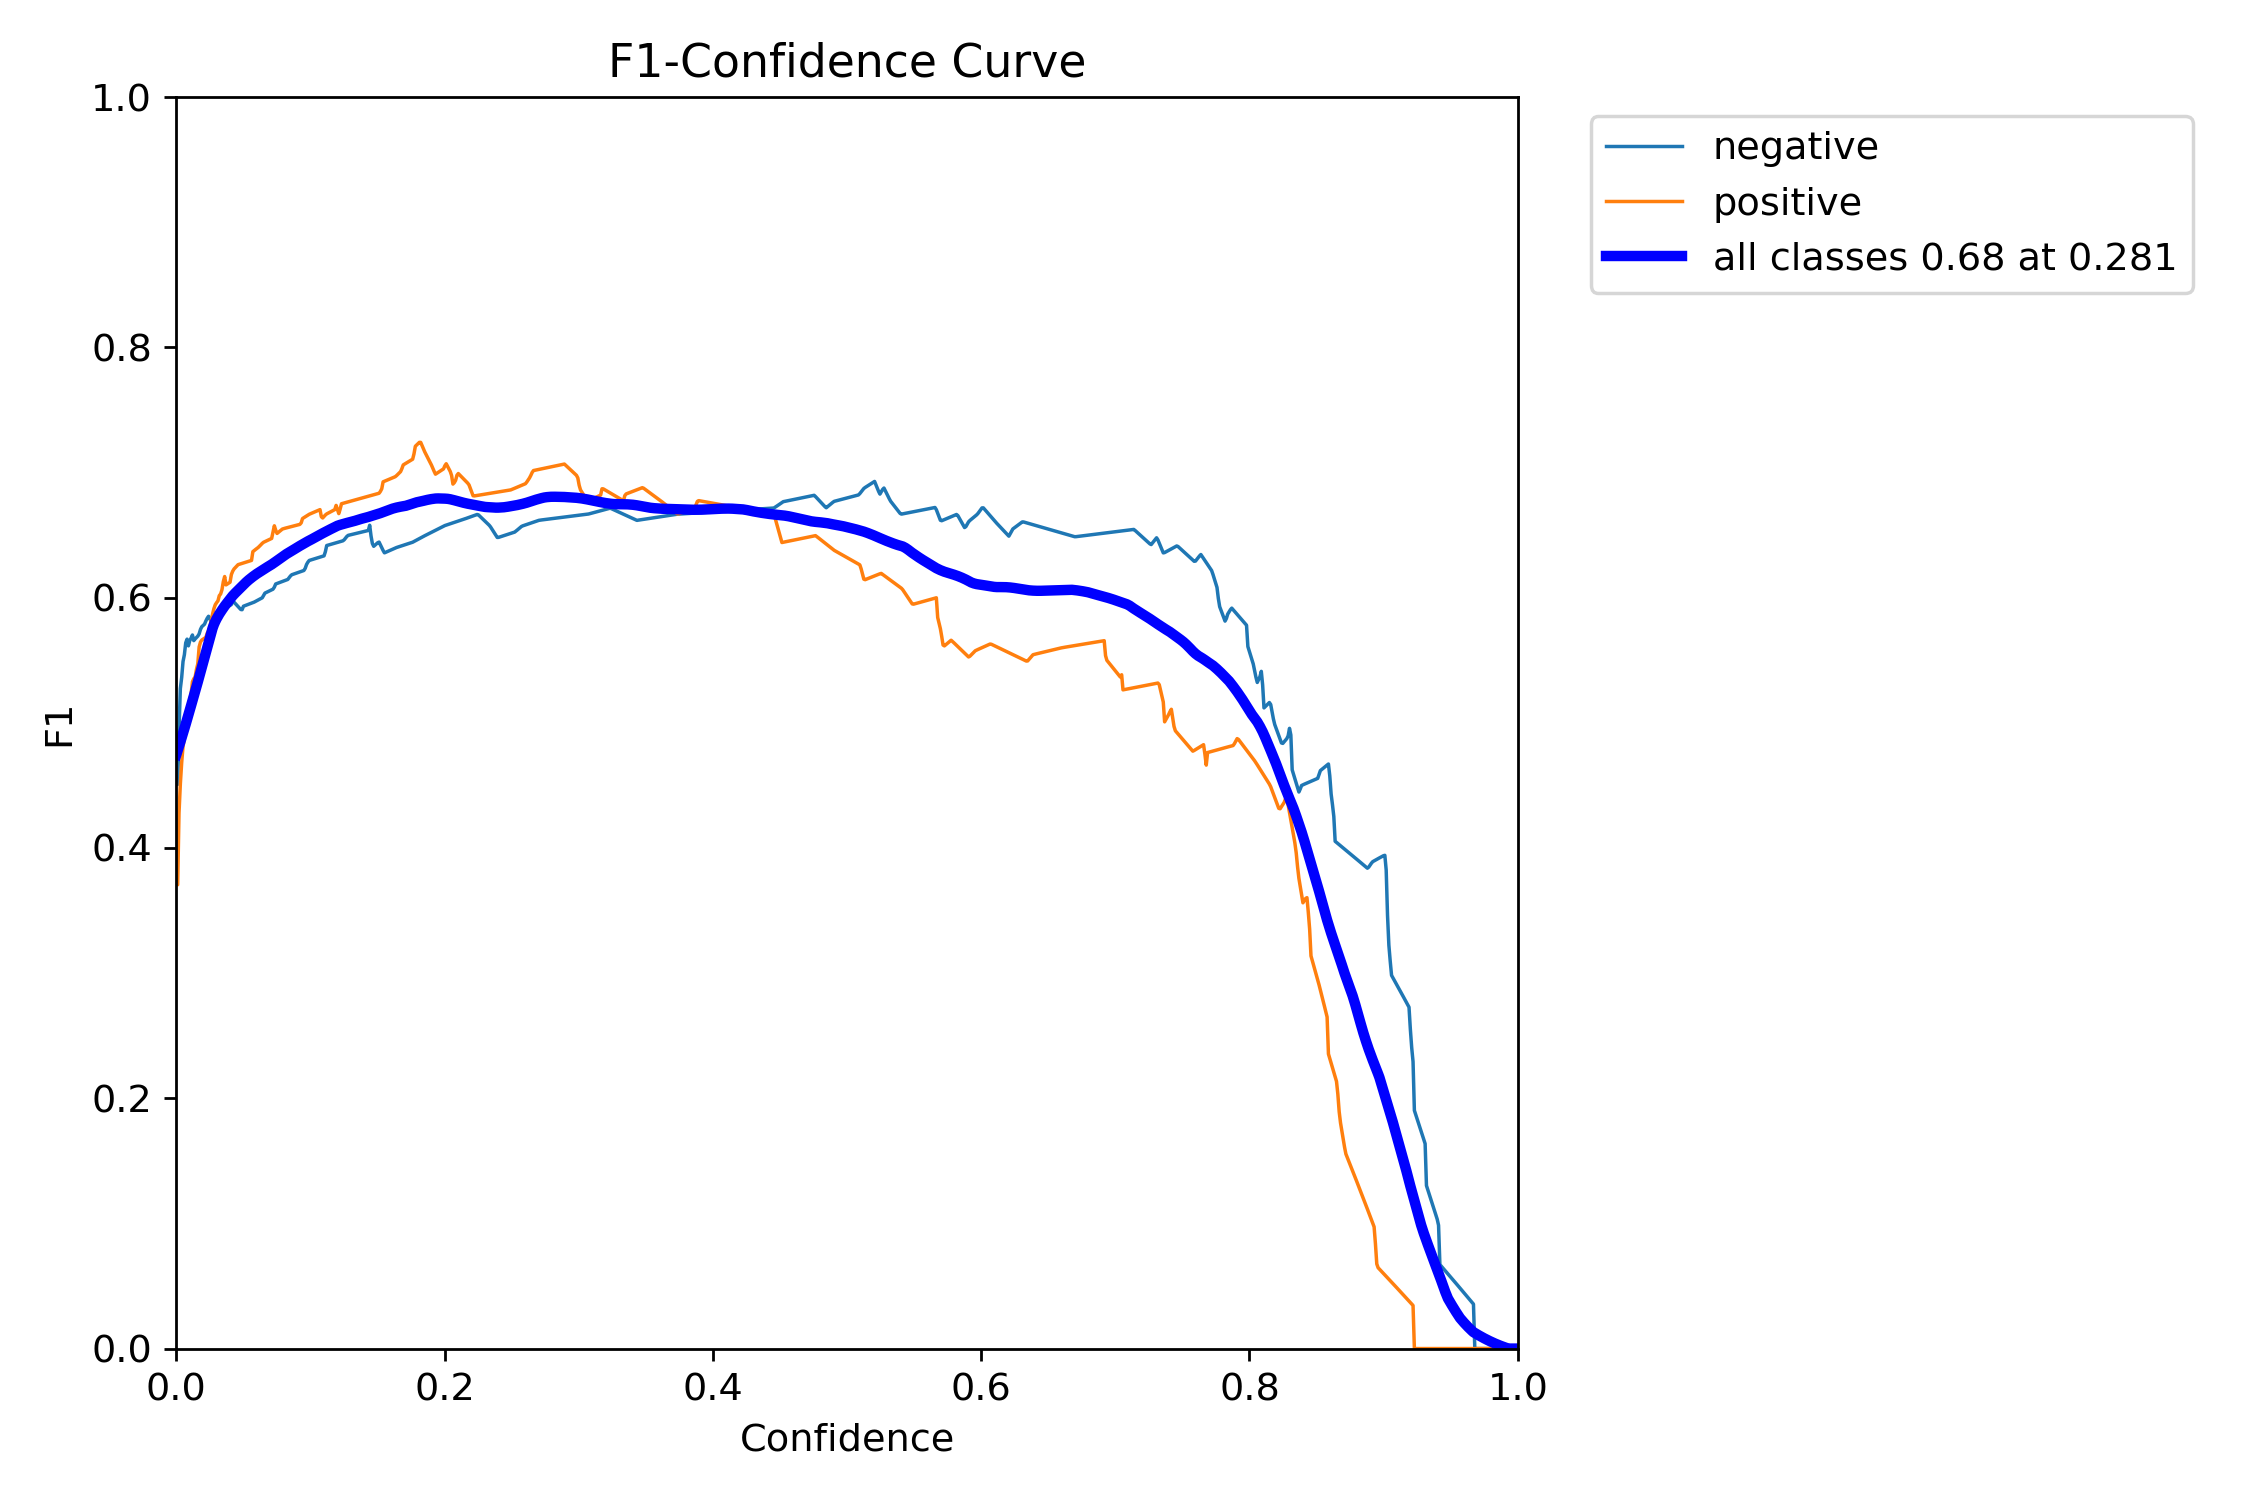 F1-Confidence Curve
1.0
0.8
0.6
0.4
0.2
0.0
F1
0.0 0.2 0.4 0.6 0.8 1.0
Confidence
negative
positive
all classes 0.68 at 0.281